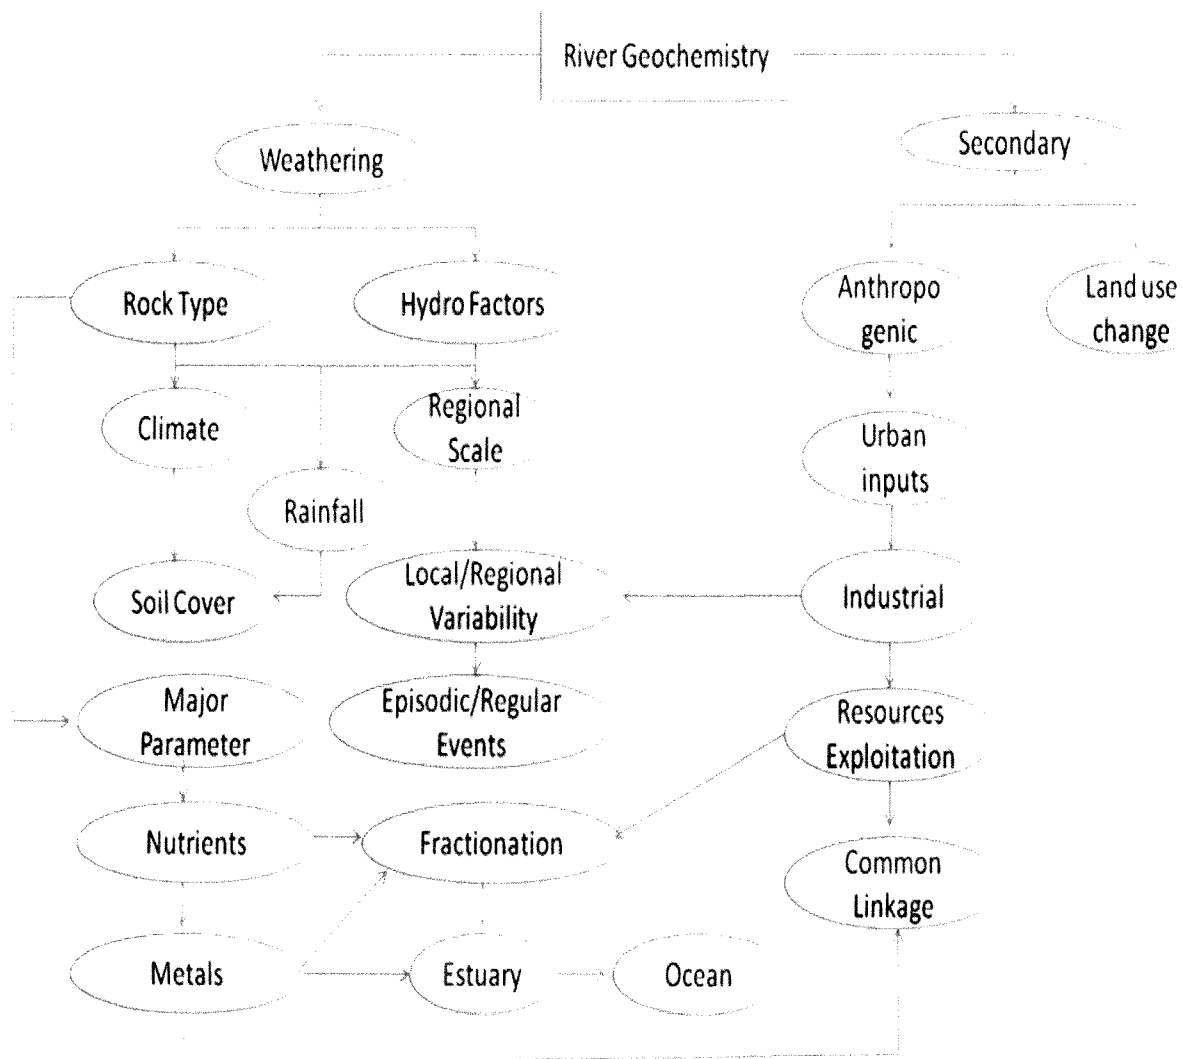 River Geochemistry
Weathering
Secondary
Rock Type
Hydro Factors
Anthropo
genic
Land use
change
Climate
Regional
Scale
Urban
inputs
Rainfall
Soil Cover
Local/Regional
Variability
Industrial
Major
Parameter
Episodic/Regular
Events
Resources
Exploitation
Nutrients
Fractionation
Common
Linkage
Metals
Estuary
Ocean